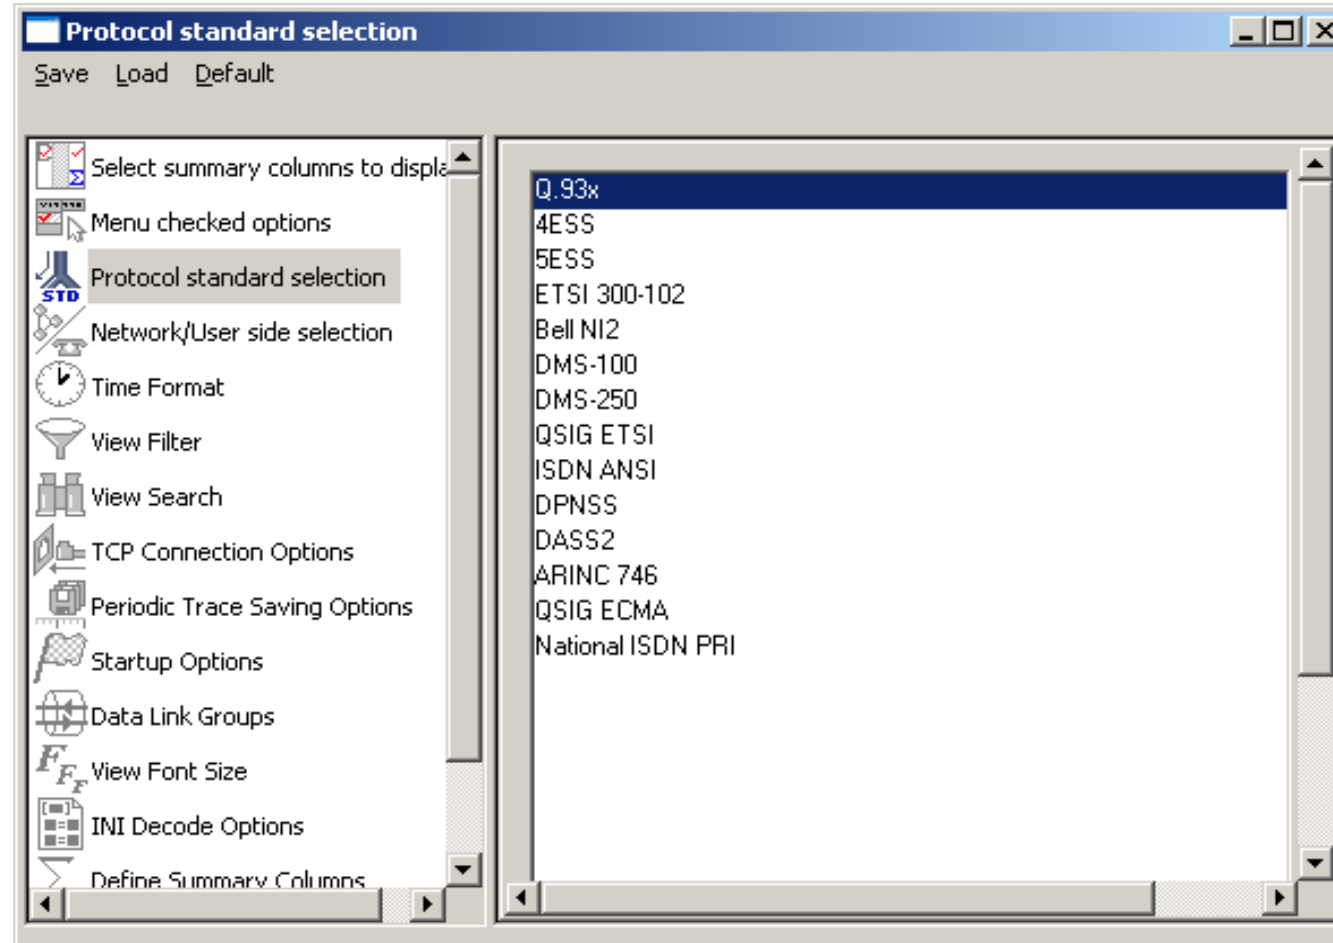 Protocol standard selection
Save Load Default
Select summary columns to displa
Menu checked options
STD
Protocol standard selection
Network/User side selection
Time Format
View Filter
View Search
TCP Connection Options
Periodic Trace Saving Options
Startup Options
Data Link Groups
F F F
View Font Size
INI Decode Options
Σ
Define Summary Columns
Q.93x
4ESS
5ESS
ETSI 300-102
Bell NI2
DMS-100
DMS-250
QSIG ETSI
ISDN ANSI
DPNSS
DASS2
ARINC 746
QSIG ECMA
National ISDN PRI